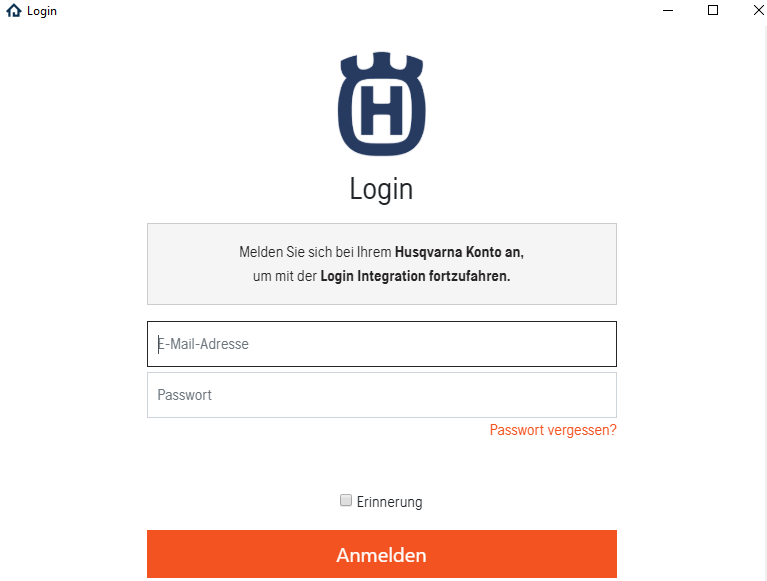 Login
H
Login
Melden Sie sich bei Ihrem Husqvarna Konto an,
um mit der Login Integration fortzufahren.
E-Mail-Adresse
Passwort
Passwort vergessen?
Erinnerung
Anmelden